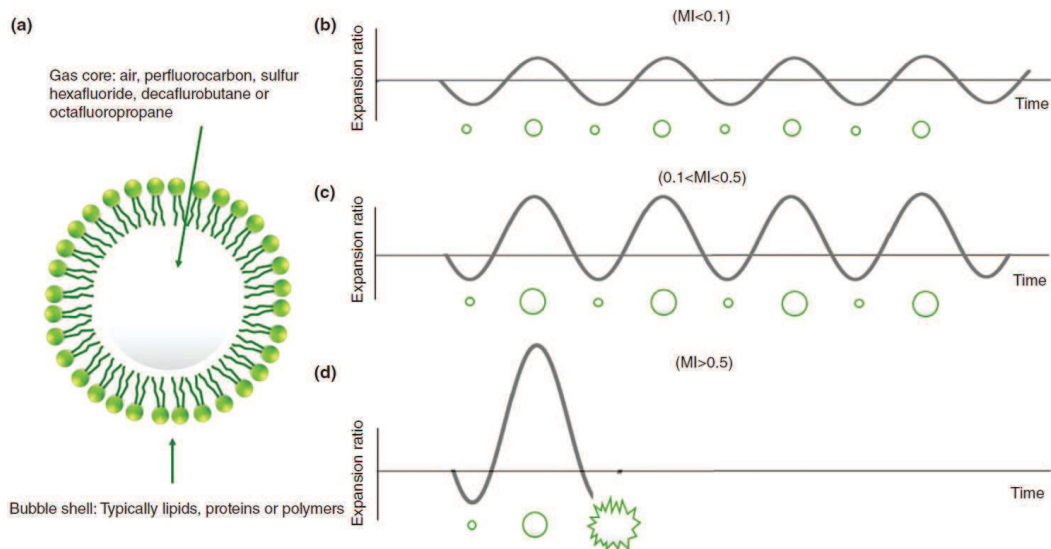 (a)
Gas core: air, perfluorocarbon, sulfur
hexafluoride, decaflurobutane or
octafluoropropane
Bubble shell: Typically lipids, proteins or polymers
(b)
(MI<0.1)
Expansion ratio
Time
(c)
(0.1<MI<0.5)
Expansion ratio
Time
(d)
(MI>0.5)
Expansion ratio
Time